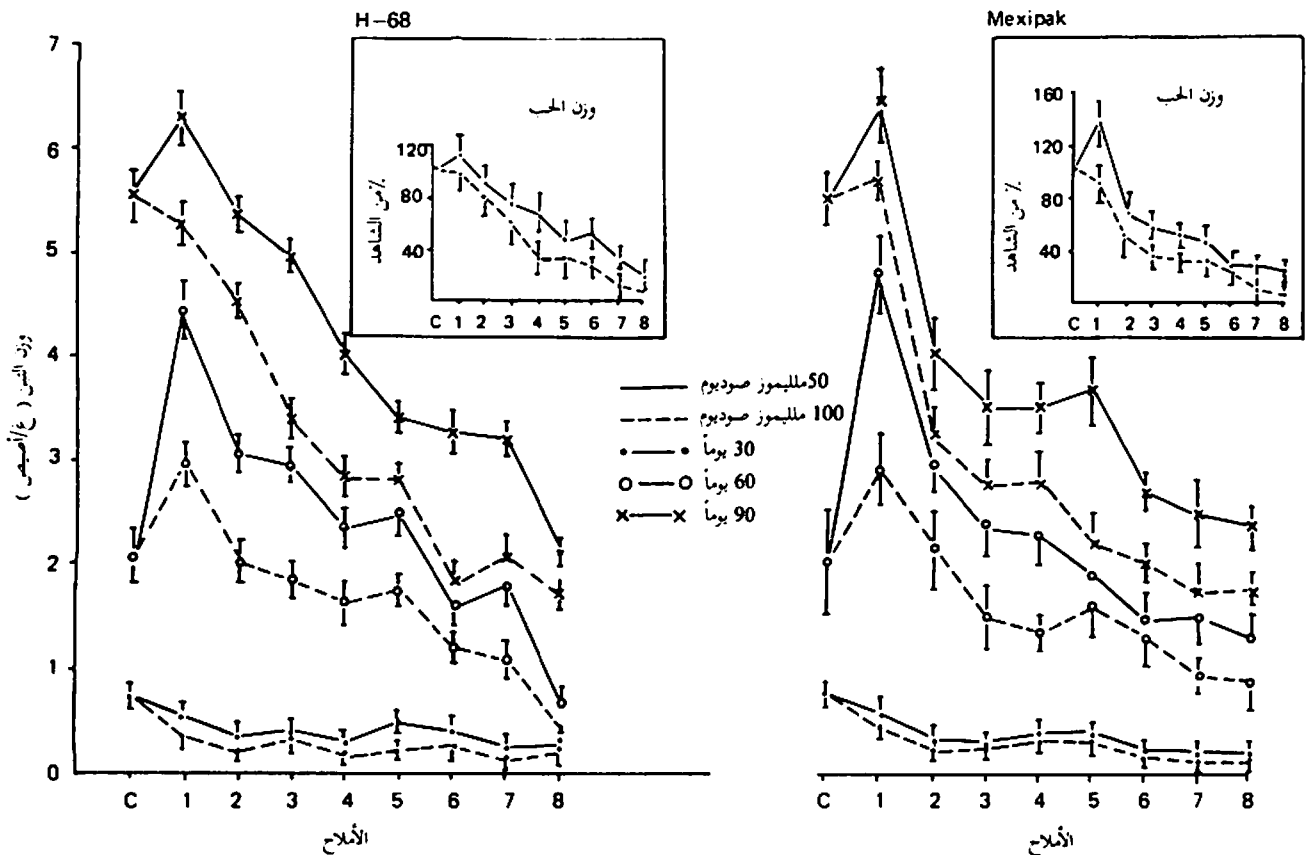 H-68
7
6
5
4
3
2
1
0
وزن التبن (غ/أصيص)
C 1 2 3 4 5 6 7 8
الأملاح
وزن الحب
120
80
40
% من الشاهد
C 1 2 3 4 5 6 7 8
50 ملليموز صوديوم
100 ملليموز صوديوم
30 يوماً
60 يوماً
90 يوماً
Mexipak
وزن الحب
160
120
80
40
% من الشاهد
C 1 2 3 4 5 6 7 8
C 1 2 3 4 5 6 7 8
الأملاح